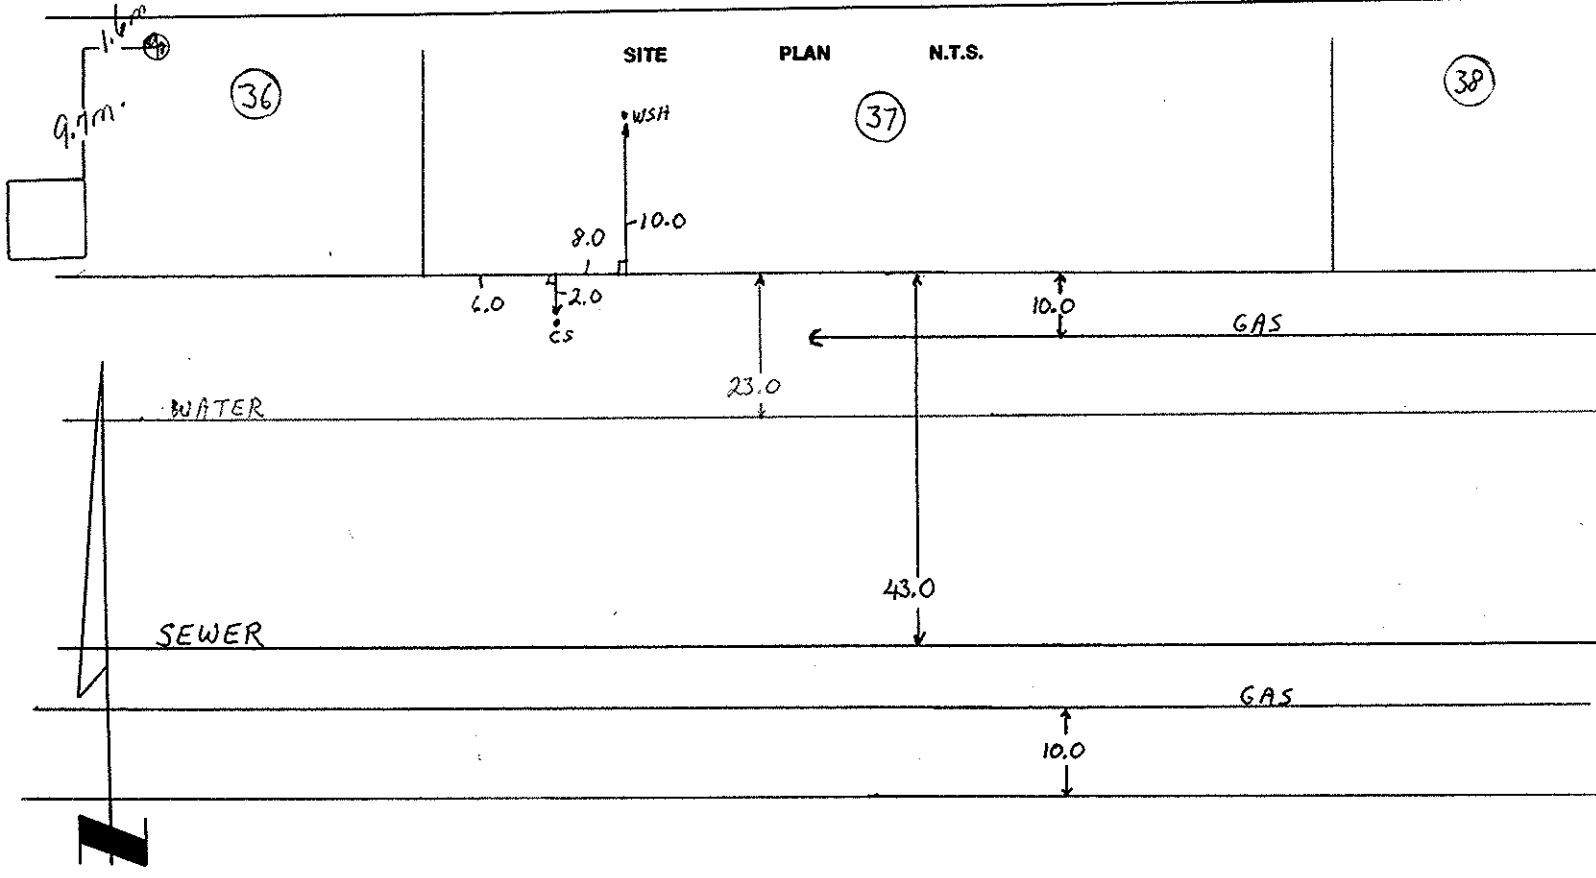 1.6m
SITE PLAN N.T.S.
36
37
38
9.7m
WSH
10.0
8.0
6.0
2.0
CS
10.0
GAS
23.0
WATER
43.0
SEWER
GAS
10.0
N